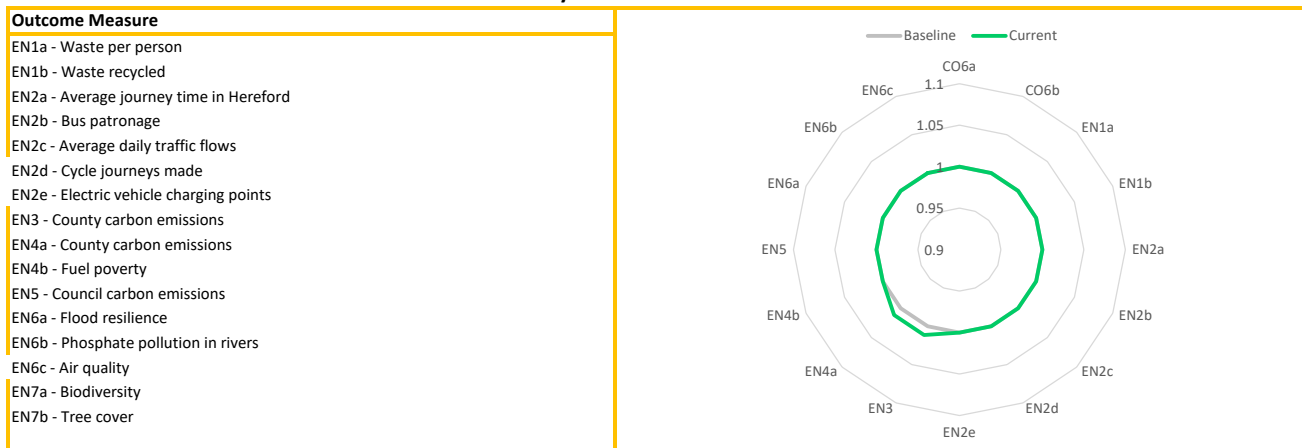 Outcome Measure
EN1a - Waste per person
EN1b - Waste recycled
EN2a - Average journey time in Hereford
EN2b - Bus patronage
EN2c - Average daily traffic flows
EN2d - Cycle journeys made
EN2e - Electric vehicle charging points
EN3 - County carbon emissions
EN4a - County carbon emissions
EN4b - Fuel poverty
EN5 - Council carbon emissions
EN6a - Flood resilience
EN6b - Phosphate pollution in rivers
EN6c - Air quality
EN7a - Biodiversity
EN7b - Tree cover
Baseline Current
CO6a
CO6b
EN1a
EN1b
EN2a
EN2b
EN2c
EN2d
EN2e
EN3
EN4a
EN4b
EN5
EN6a
EN6b
EN6c
1.1
1.05
1
0.95
0.9